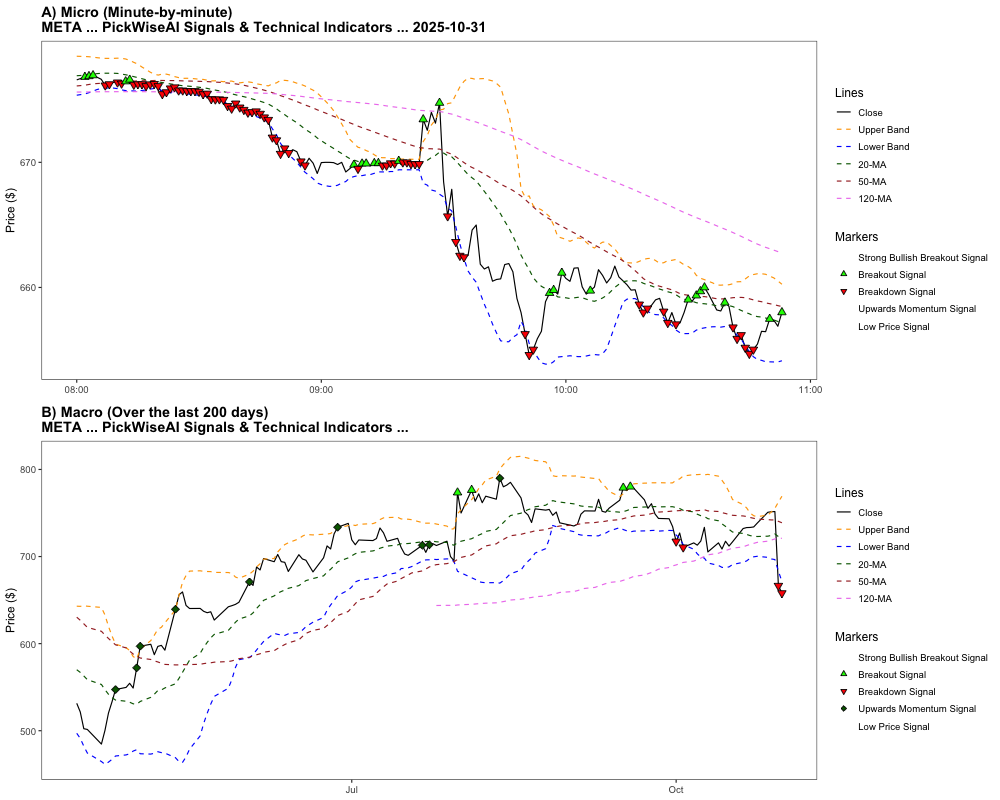 A) Micro (Minute-by-minute)
META ... PickWiseAI Signals & Technical Indicators ... 2025-10-31
Price ($)
670
660
08:00
09:00
10:00
11:00
Lines
Close
Upper Band
Lower Band
20-MA
50-MA
120-MA
Markers
Strong Bullish Breakout Signal
Breakout Signal
Breakdown Signal
Upwards Momentum Signal
Low Price Signal
B) Macro (Over the last 200 days)
META ... PickWiseAI Signals & Technical Indicators ...
Price ($)
800
700
600
500
Jul
Oct
Lines
Close
Upper Band
Lower Band
20-MA
50-MA
120-MA
Markers
Strong Bullish Breakout Signal
Breakout Signal
Breakdown Signal
Upwards Momentum Signal
Low Price Signal